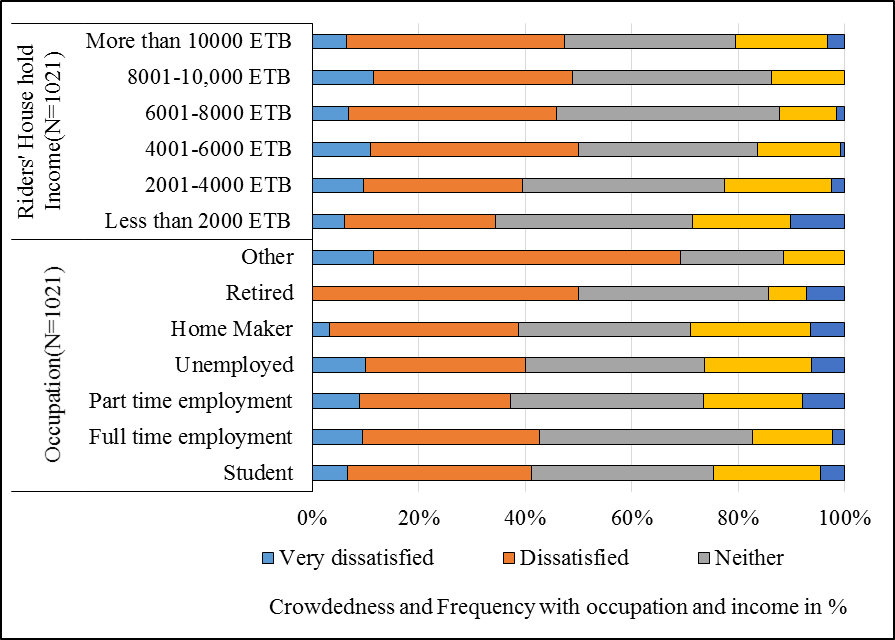 Riders' House hold
Income(N=1021)
More than 10000 ETB
8001-10,000 ETB
6001-8000 ETB
4001-6000 ETB
2001-4000 ETB
Less than 2000 ETB
Occupation(N=1021)
Other
Retired
Home Maker
Unemployed
Part time employment
Full time employment
Student
0% 20% 40% 60% 80% 100%
Very dissatisfied Dissatisfied Neither
Crowdedness and Frequency with occupation and income in %